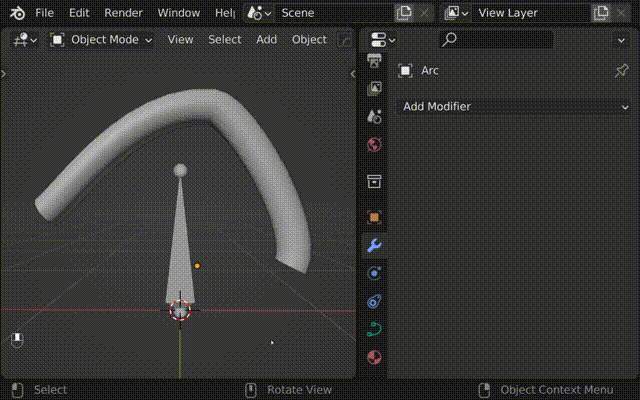 File Edit Render Window Hel Scene View Layer
Object Mode View Select Add Object
Arc
Add Modifier
Select Rotate View Object Context Menu